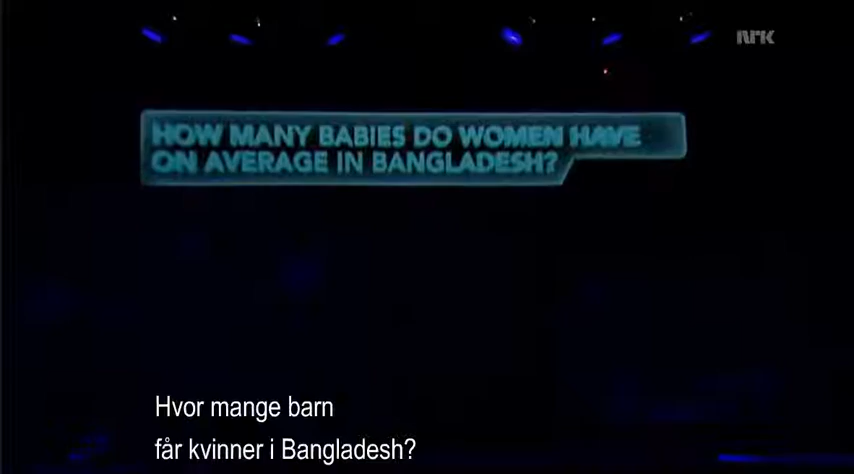 NRK
HOW MANY BABIES DO WOMEN HAVE
ON AVERAGE IN BANGLADESH?
Hvor mange barn
får kvinner i Bangladesh?